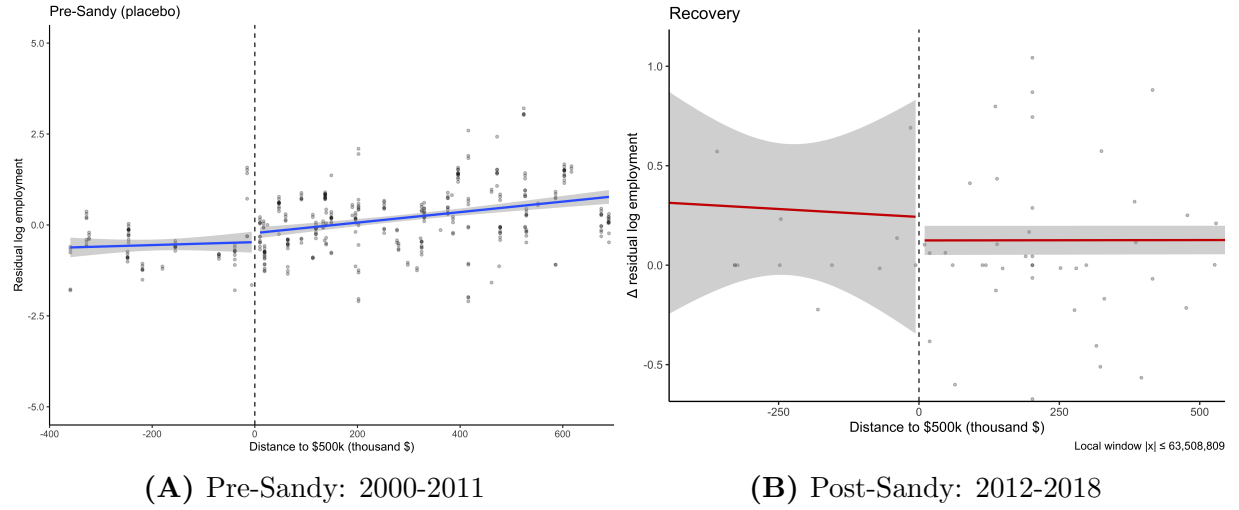 Pre-Sandy (placebo)
5.0
2.5
0.0
-2.5
-5.0
Residual log employment
-400
-200
0
200
400
600
Distance to $500k (thousand $)
(A) Pre-Sandy: 2000-2011
Recovery
1.0
0.5
0.0
-0.5
Δ residual log employment
-250
0
250
500
Distance to $500k (thousand $)
Local window |x| ≤ 63,508,809
(B) Post-Sandy: 2012-2018